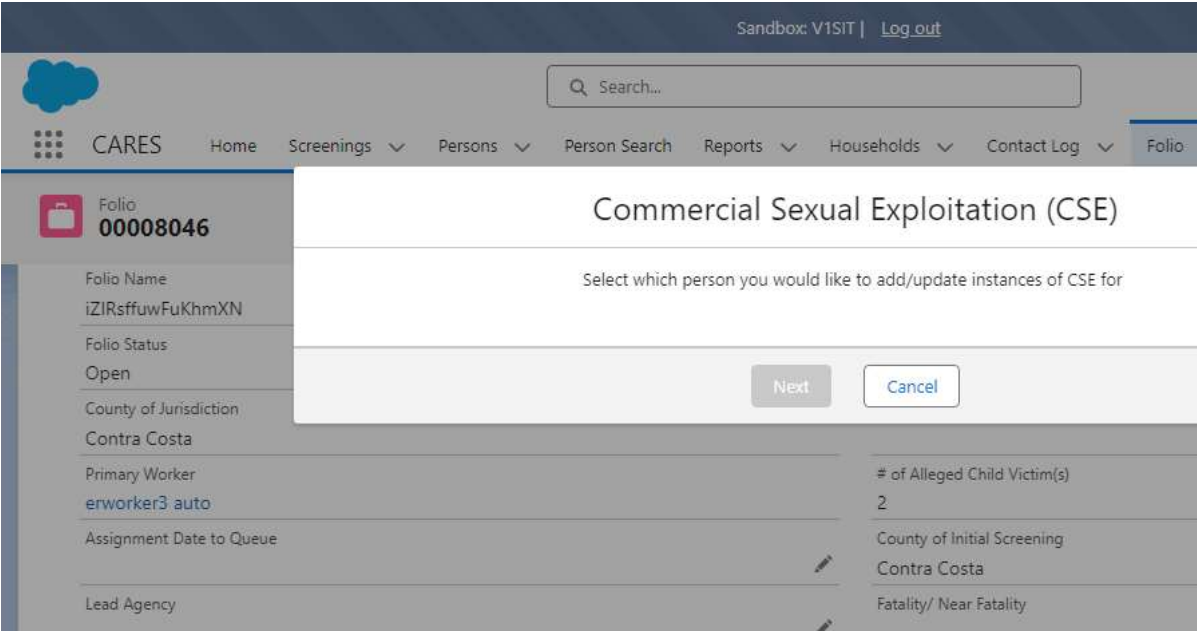 Sandbox: V1SIT | Log out
Search...
CARES Home Screenings Persons Person Search Reports Households Contact Log Folio
Folio
00008046
Commercial Sexual Exploitation (CSE)
Select which person you would like to add/update instances of CSE for
Next Cancel
Folio Name
iZIRsffuwFuKhmXN
Folio Status
Open
County of Jurisdiction
Contra Costa
Primary Worker
erworker3 auto
# of Alleged Child Victim(s)
2
Assignment Date to Queue
County of Initial Screening
Contra Costa
Lead Agency
Fatality/ Near Fatality